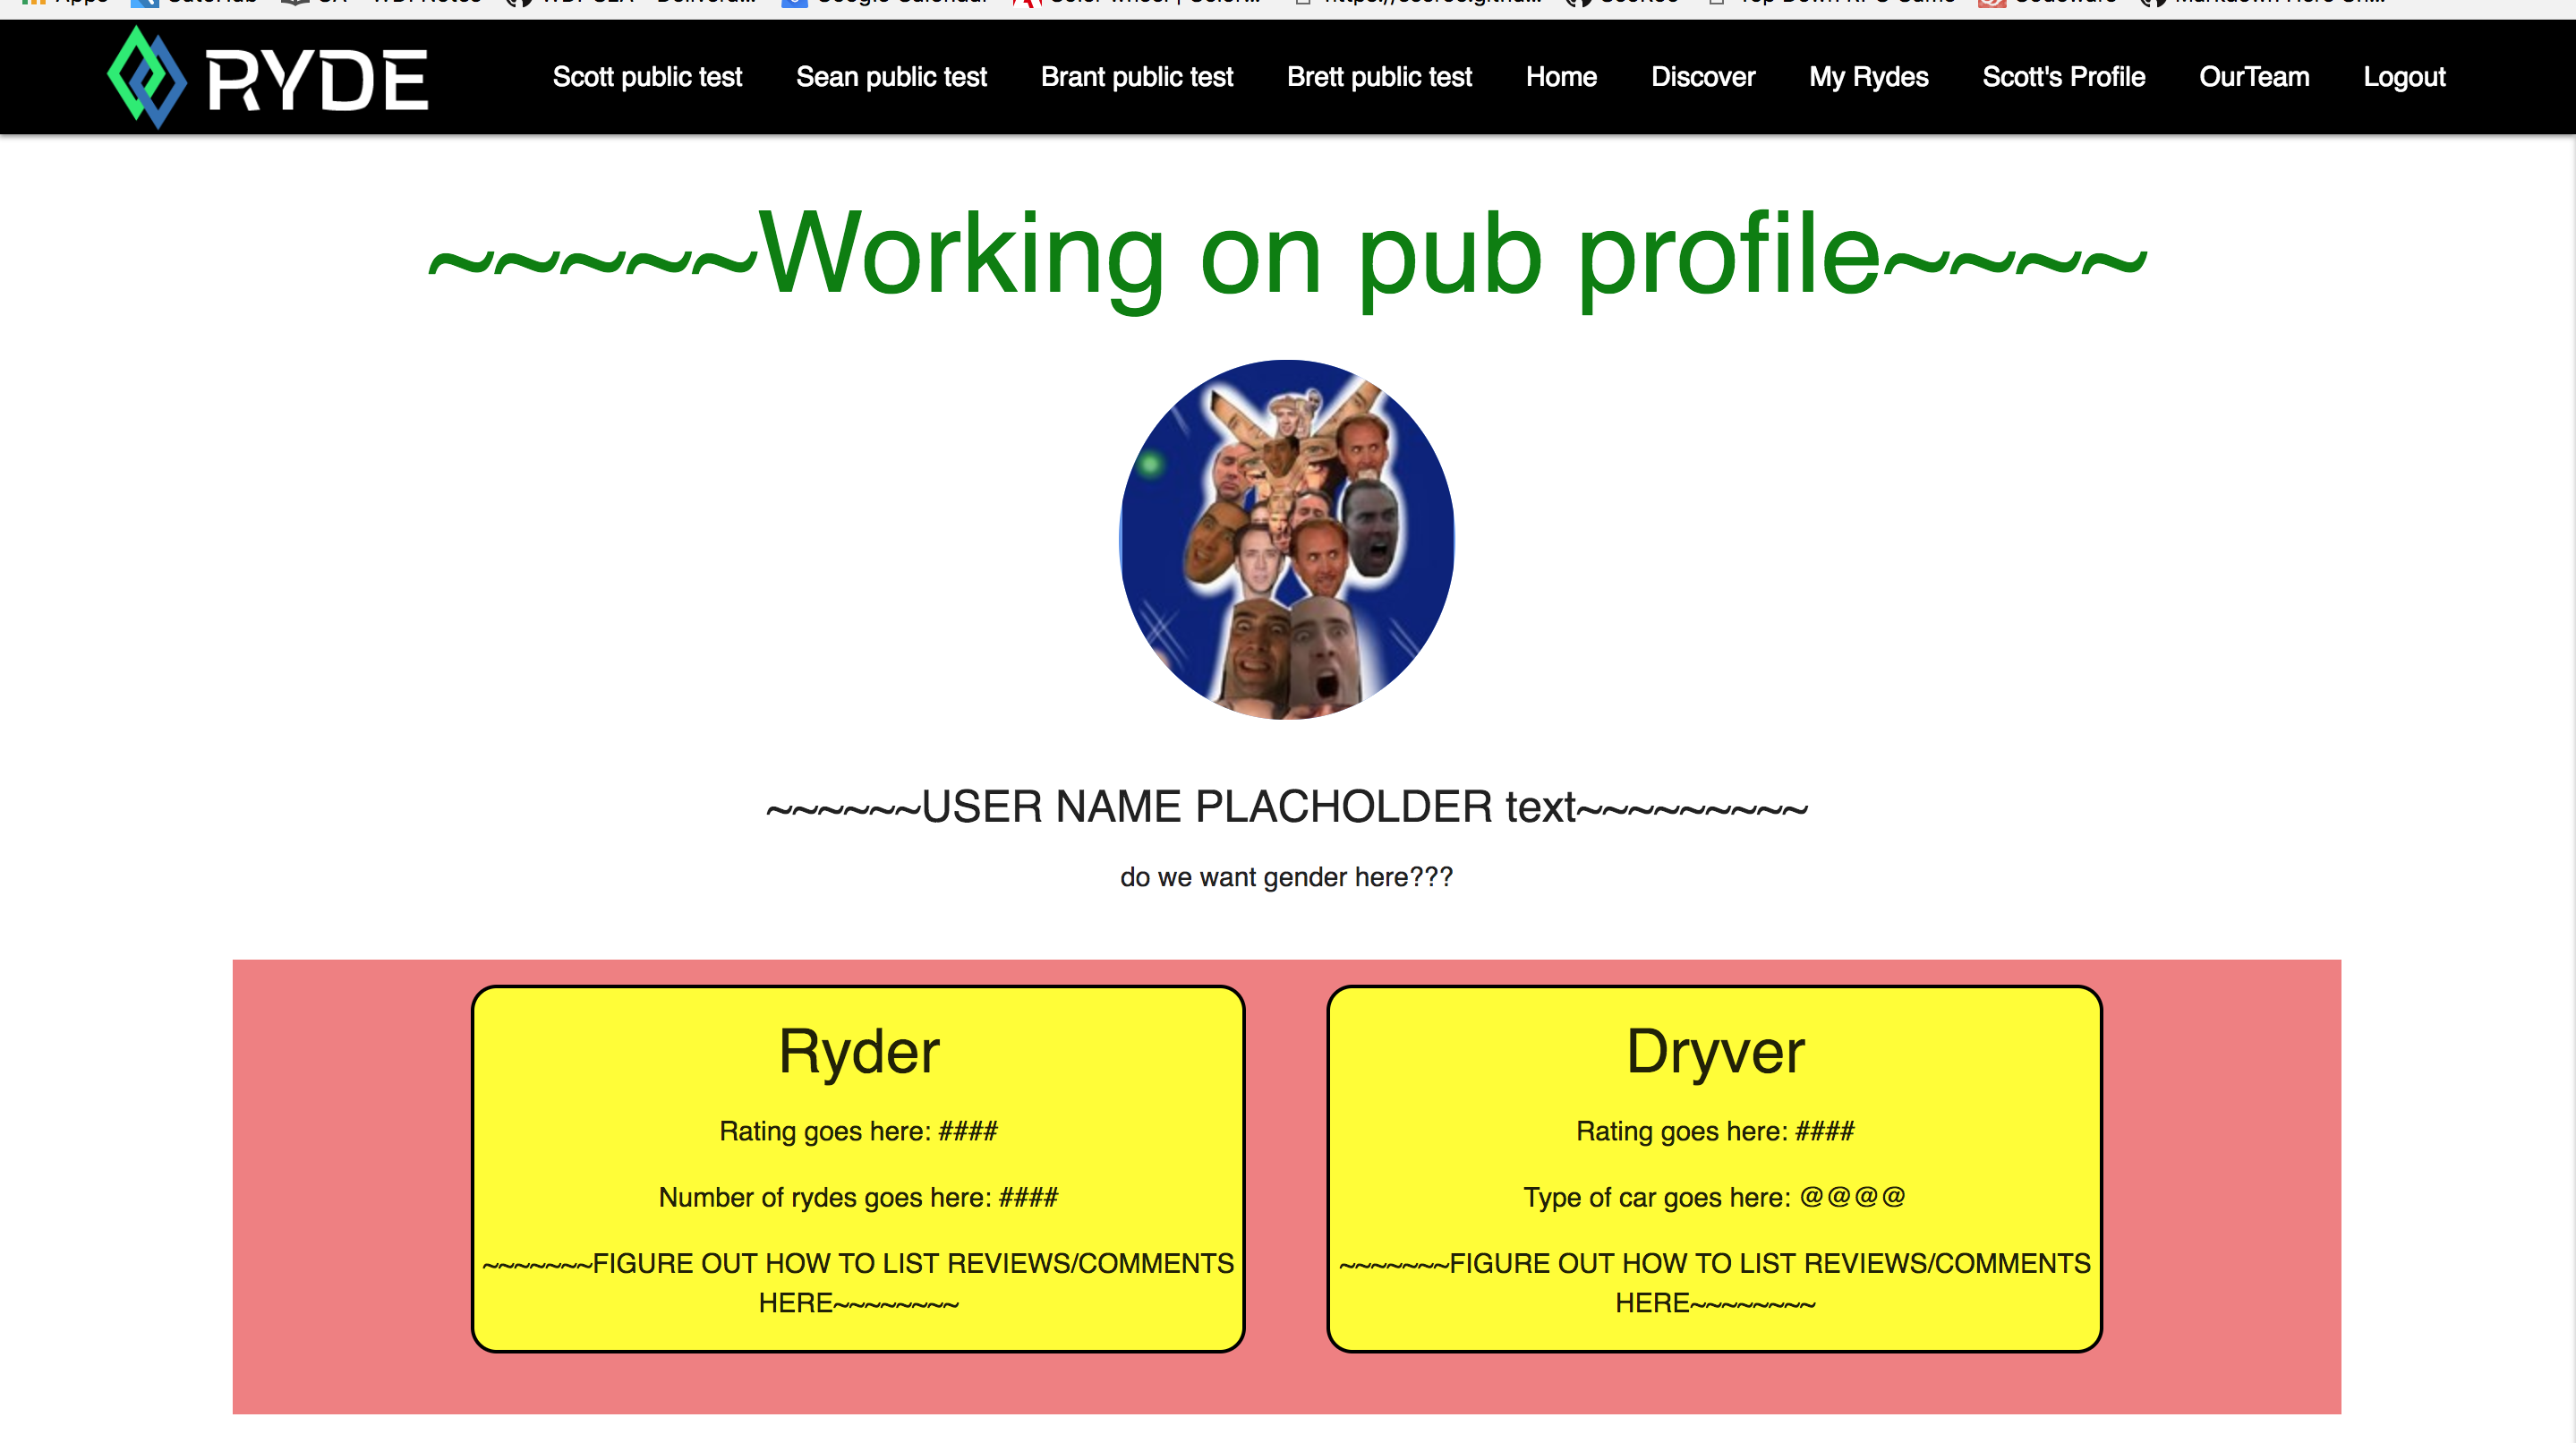 RYDE
Scott public test Sean public test Brant public test Brett public test Home Discover My Rydes Scott's Profile OurTeam Logout
~~~~~Working on pub profile~~~~
~~~~~~USER NAME PLACHOLDER text~~~~~~~~~
do we want gender here???
Ryder
Rating goes here: ####
Number of rydes goes here: ####
~~~~~~~FIGURE OUT HOW TO LIST REVIEWS/COMMENTS
HERE~~~~~~~~
Dryver
Rating goes here: ####
Type of car goes here: @@@@
~~~~~~~FIGURE OUT HOW TO LIST REVIEWS/COMMENTS
HERE~~~~~~~~